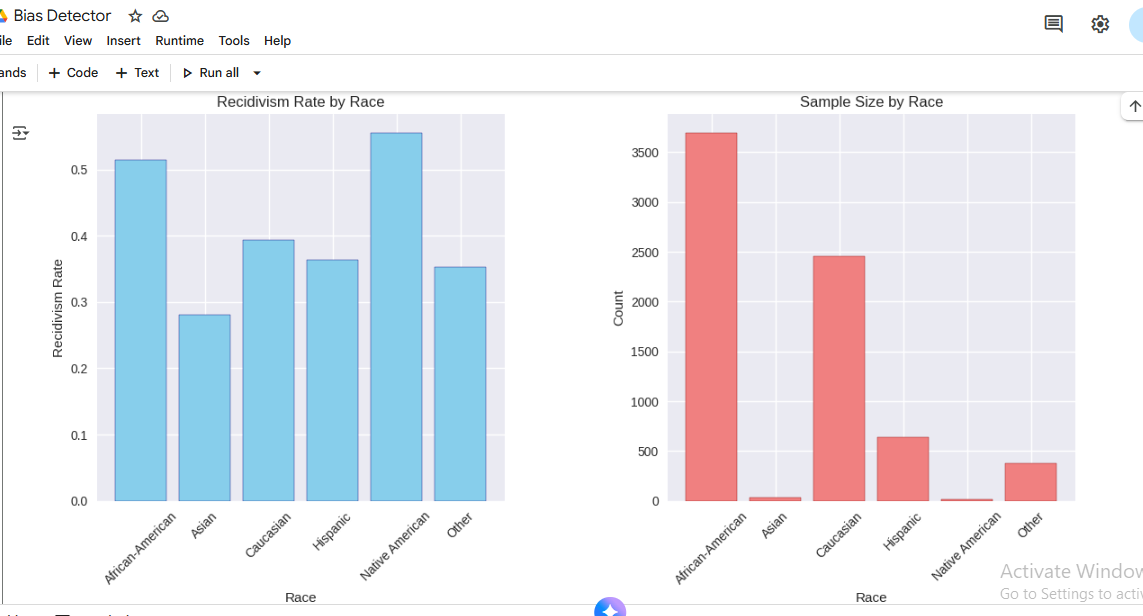 Bias Detector
ile Edit View Insert Runtime Tools Help
ands + Code + Text Run all
Recidivism Rate by Race
0.5
0.4
0.3
0.2
0.1
0.0
Recidivism Rate
African-American
Asian
Caucasian
Hispanic
Native American
Other
Race
Sample Size by Race
3500
3000
2500
2000
1500
1000
500
0
Count
African-American
Asian
Caucasian
Hispanic
Native American
Other
Race
Activate Window
Go to Settings to acti